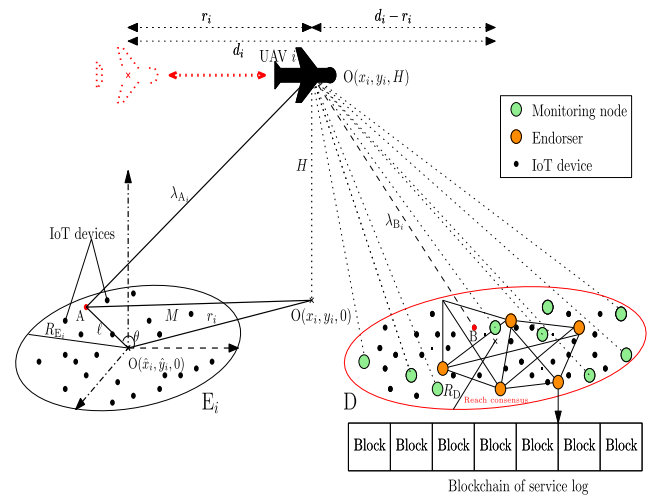 r_i
d_i − r_i
d_i
UAV i
O(x_i, y_i, H)
Monitoring node
Endorser
IoT device
H
λ_{A_i}
λ_{B_i}
IoT devices
A
M
R_{E_i}
ℓ
θ
r_i
O(x_i, y_i, 0)
O(x̂_i, ŷ_i, 0)
E_i
B
R_D
D
Reach consensus
Block Block Block Block Block Block Block
Blockchain of service log